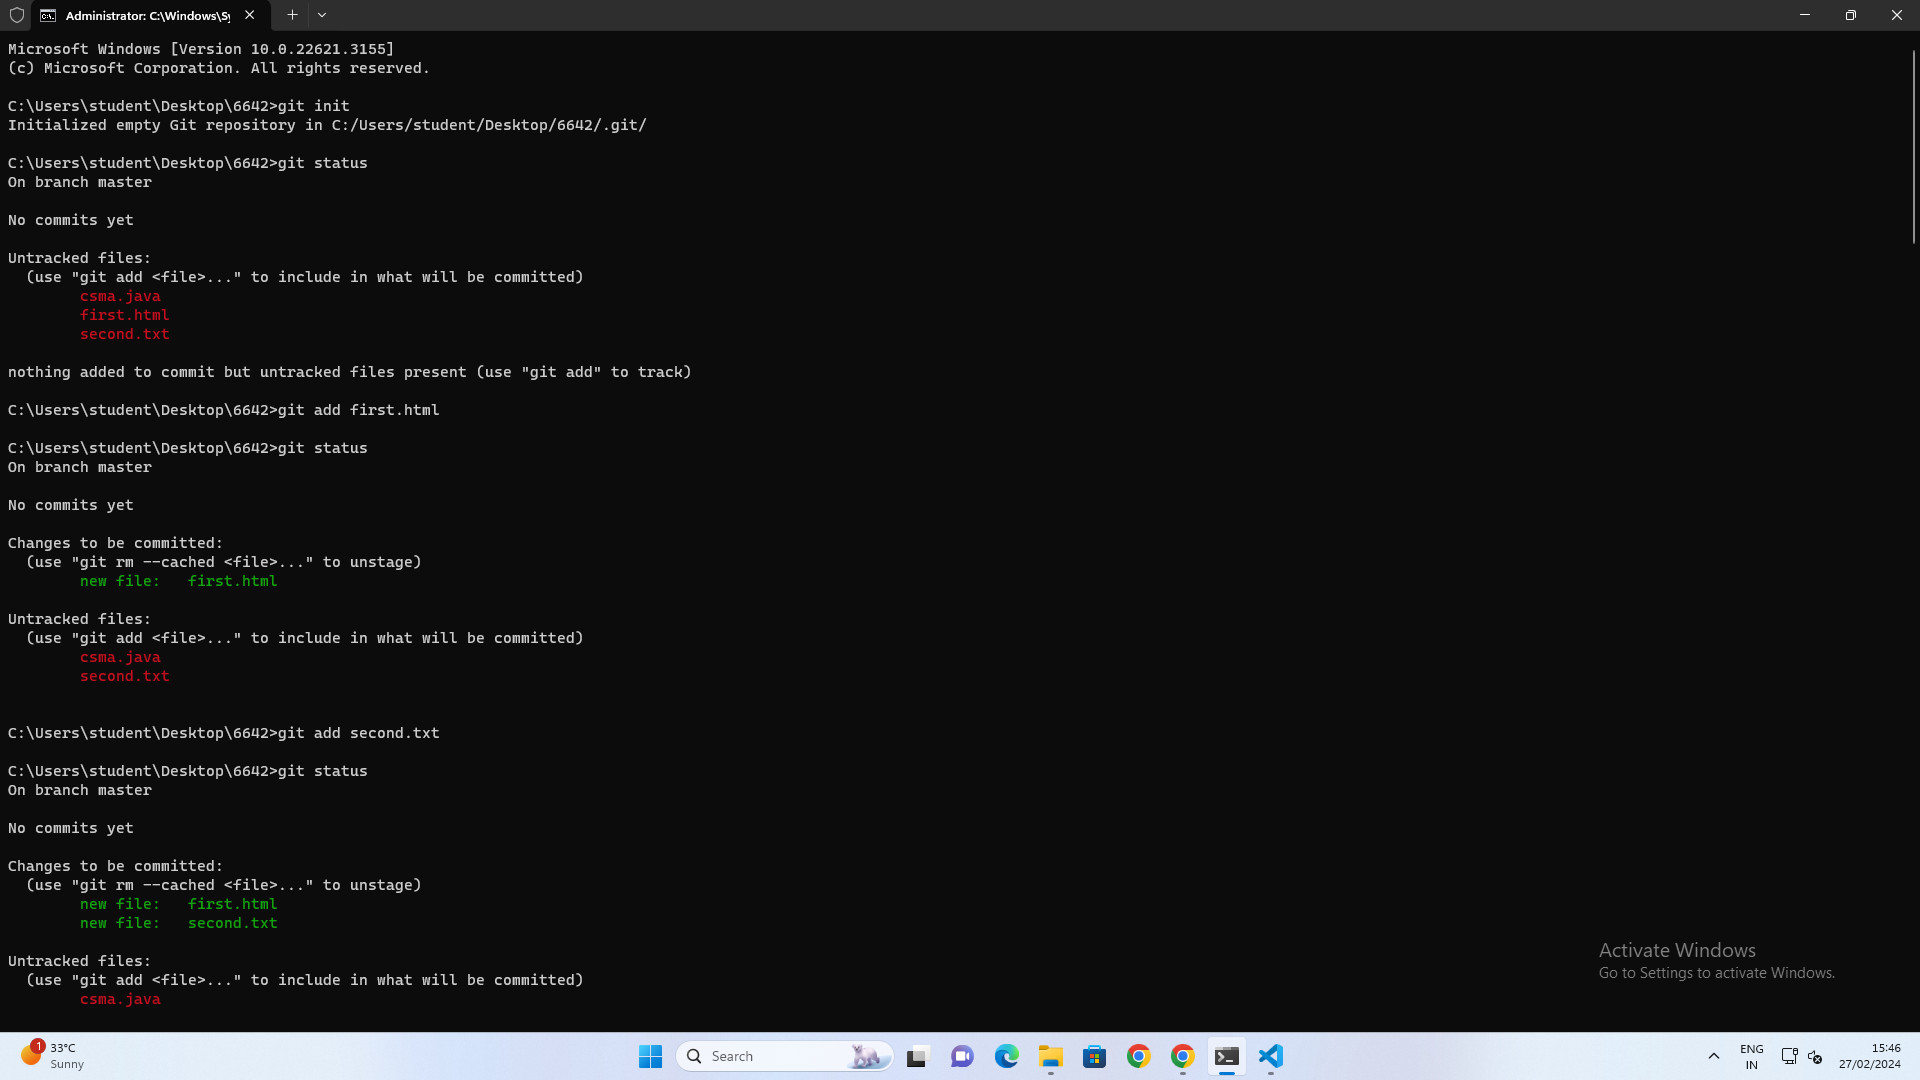 Administrator: C:\Windows\Sy
Microsoft Windows [Version 10.0.22621.3155]
(c) Microsoft Corporation. All rights reserved.
C:\Users\student\Desktop\6642>git init
Initialized empty Git repository in C:/Users/student/Desktop/6642/.git/
C:\Users\student\Desktop\6642>git status
On branch master
No commits yet
Untracked files:
  (use "git add <file>..." to include in what will be committed)
        csma.java
        first.html
        second.txt
nothing added to commit but untracked files present (use "git add" to track)
C:\Users\student\Desktop\6642>git add first.html
C:\Users\student\Desktop\6642>git status
On branch master
No commits yet
Changes to be committed:
  (use "git rm --cached <file>..." to unstage)
        new file:   first.html
Untracked files:
  (use "git add <file>..." to include in what will be committed)
        csma.java
        second.txt
C:\Users\student\Desktop\6642>git add second.txt
C:\Users\student\Desktop\6642>git status
On branch master
No commits yet
Changes to be committed:
  (use "git rm --cached <file>..." to unstage)
        new file:   first.html
        new file:   second.txt
Untracked files:
  (use "git add <file>..." to include in what will be committed)
        csma.java
Activate Windows
Go to Settings to activate Windows.
1
33°C
Sunny
Search
ENG
IN
15:46
27/02/2024